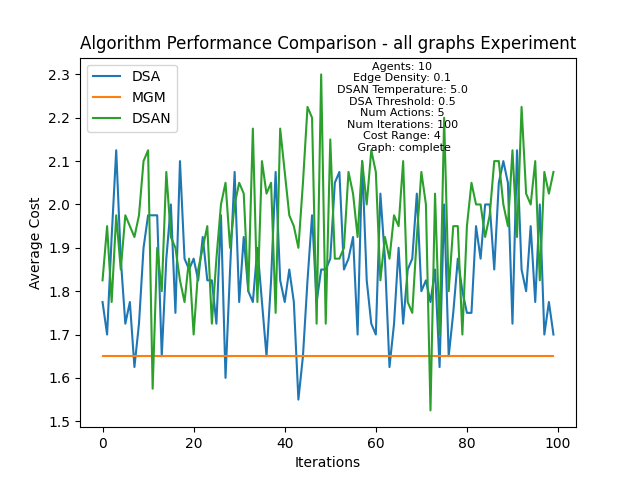 Algorithm Performance Comparison - all graphs Experiment
DSA
MGM
DSAN
Agents: 10
Edge Density: 0.1
DSAN Temperature: 5.0
DSA Threshold: 0.5
Num Actions: 5
Num Iterations: 100
Cost Range: 4
Graph: complete
Average Cost
2.3
2.2
2.1
2.0
1.9
1.8
1.7
1.6
1.5
0 20 40 60 80 100
Iterations